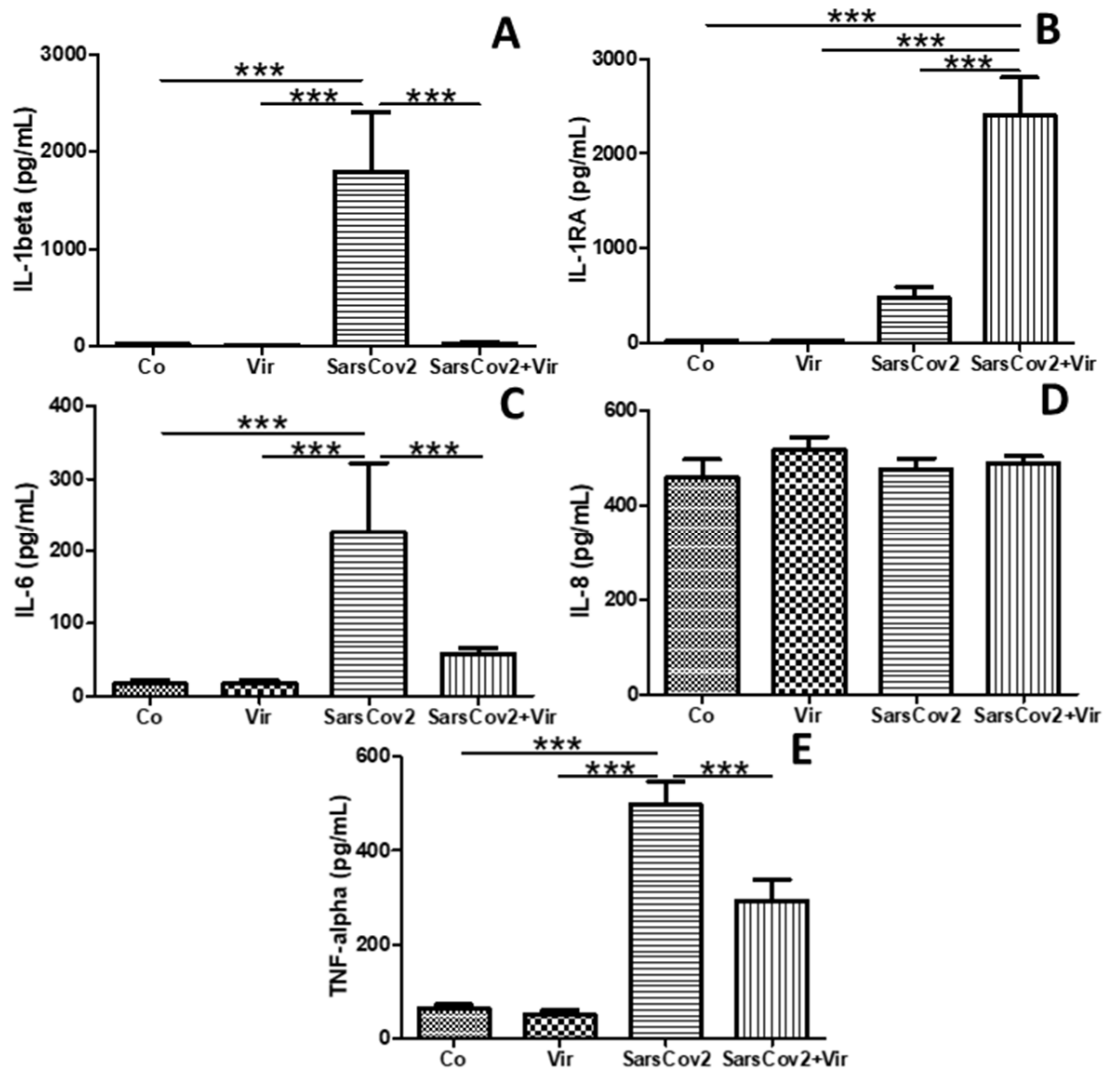 A
IL-1beta (pg/mL)
3000
2000
1000
0
***
*** ***
Co Vir SarsCov2 SarsCov2+Vir
B
IL-1RA (pg/mL)
3000
2000
1000
0
***
***
***
Co Vir SarsCov2 SarsCov2+Vir
C
IL-6 (pg/mL)
400
300
200
100
0
***
*** ***
Co Vir SarsCov2 SarsCov2+Vir
D
IL-8 (pg/mL)
600
400
200
0
Co Vir SarsCov2 SarsCov2+Vir
E
TNF-alpha (pg/mL)
600
400
200
0
***
*** ***
Co Vir SarsCov2 SarsCov2+Vir